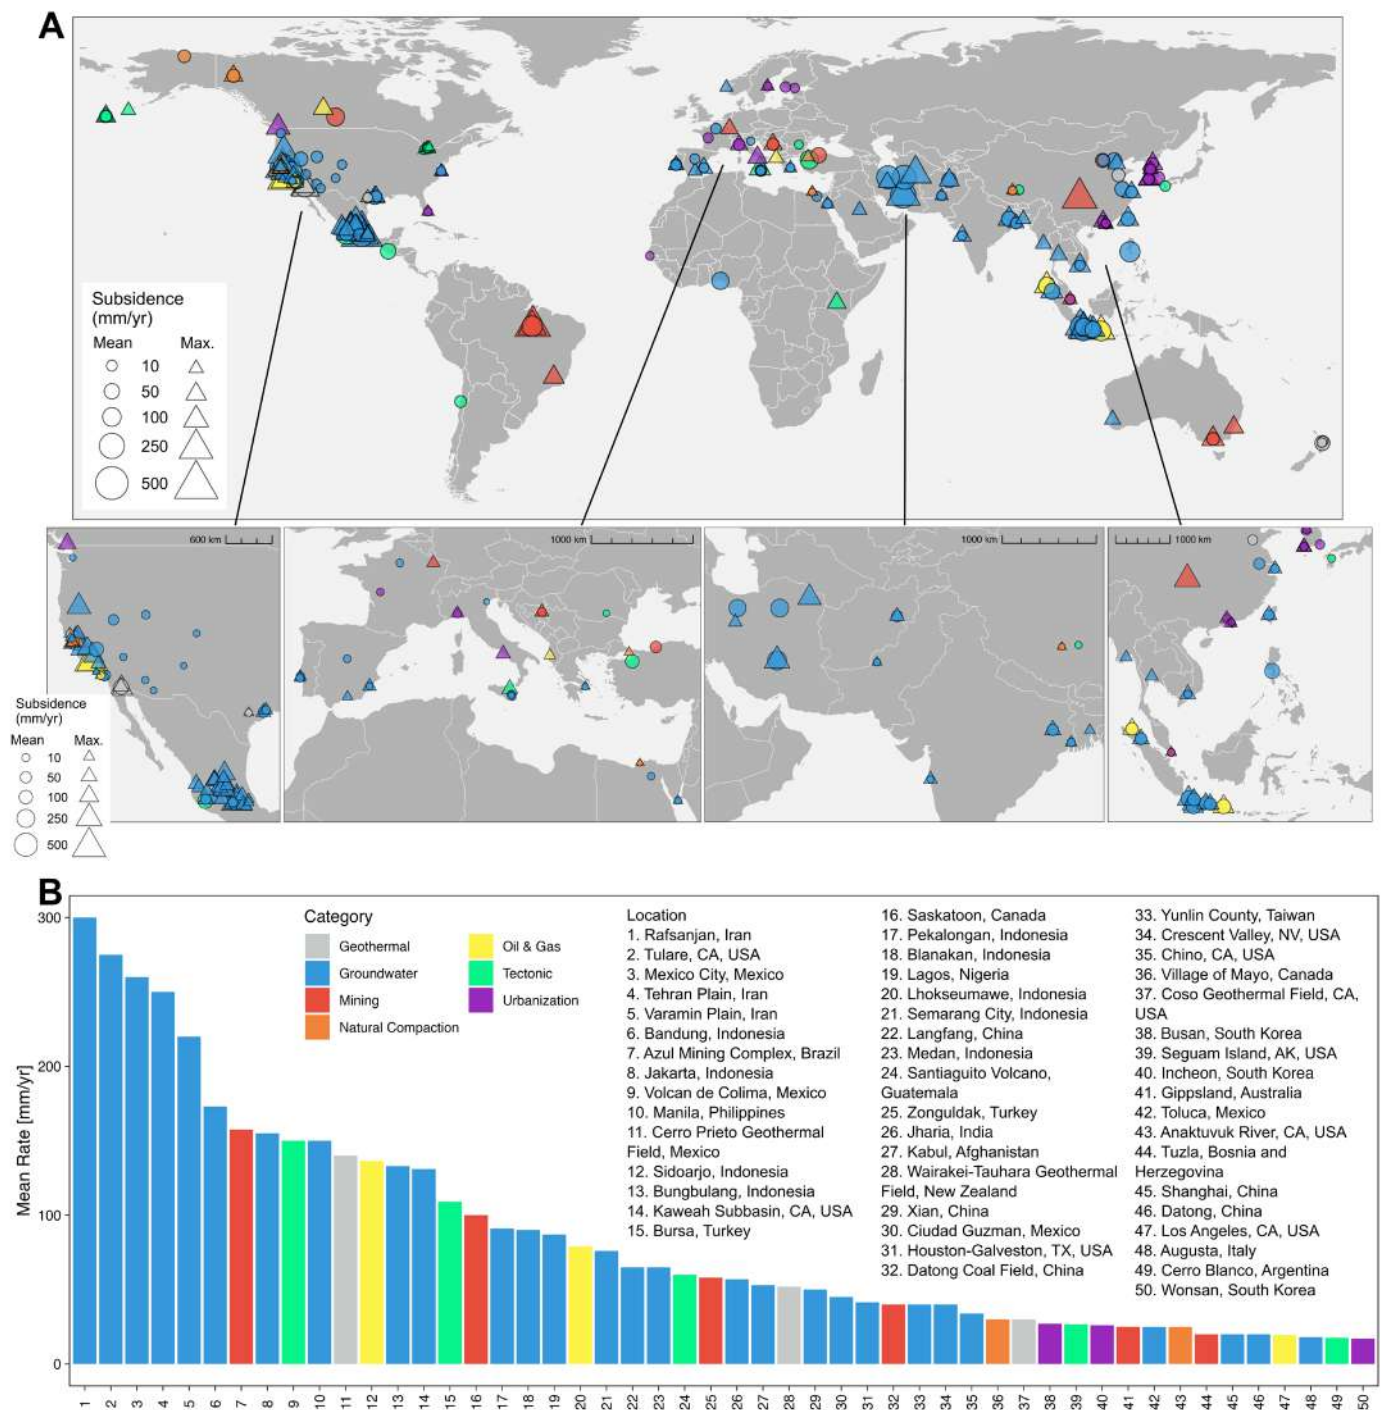 A
Subsidence
(mm/yr)
Mean Max.
10
50
100
250
500
600 km
1000 km
1000 km
1000 km
Subsidence
(mm/yr)
Mean Max.
10
50
100
250
500
B
Mean Rate [mm/yr]
300
200
100
0
Category
Geothermal
Groundwater
Mining
Natural Compaction
Oil & Gas
Tectonic
Urbanization
Location
1. Rafsanjan, Iran
2. Tulare, CA, USA
3. Mexico City, Mexico
4. Tehran Plain, Iran
5. Varamin Plain, Iran
6. Bandung, Indonesia
7. Azul Mining Complex, Brazil
8. Jakarta, Indonesia
9. Volcan de Colima, Mexico
10. Manila, Philippines
11. Cerro Prieto Geothermal
Field, Mexico
12. Sidoarjo, Indonesia
13. Bungbulang, Indonesia
14. Kaweah Subbasin, CA, USA
15. Bursa, Turkey
16. Saskatoon, Canada
17. Pekalongan, Indonesia
18. Blanakan, Indonesia
19. Lagos, Nigeria
20. Lhokseumawe, Indonesia
21. Semarang City, Indonesia
22. Langfang, China
23. Medan, Indonesia
24. Santiaguito Volcano,
Guatemala
25. Zonguldak, Turkey
26. Jharia, India
27. Kabul, Afghanistan
28. Wairakei-Tauhara Geothermal
Field, New Zealand
29. Xian, China
30. Ciudad Guzman, Mexico
31. Houston-Galveston, TX, USA
32. Datong Coal Field, China
33. Yunlin County, Taiwan
34. Crescent Valley, NV, USA
35. Chino, CA, USA
36. Village of Mayo, Canada
37. Coso Geothermal Field, CA,
USA
38. Busan, South Korea
39. Seguam Island, AK, USA
40. Incheon, South Korea
41. Gippsland, Australia
42. Toluca, Mexico
43. Anaktuvuk River, CA, USA
44. Tuzla, Bosnia and
Herzegovina
45. Shanghai, China
46. Datong, China
47. Los Angeles, CA, USA
48. Augusta, Italy
49. Cerro Blanco, Argentina
50. Wonsan, South Korea
1 2 3 4 5 6 7 8 9 10 11 12 13 14 15 16 17 18 19 20 21 22 23 24 25 26 27 28 29 30 31 32 33 34 35 36 37 38 39 40 41 42 43 44 45 46 47 48 49 50